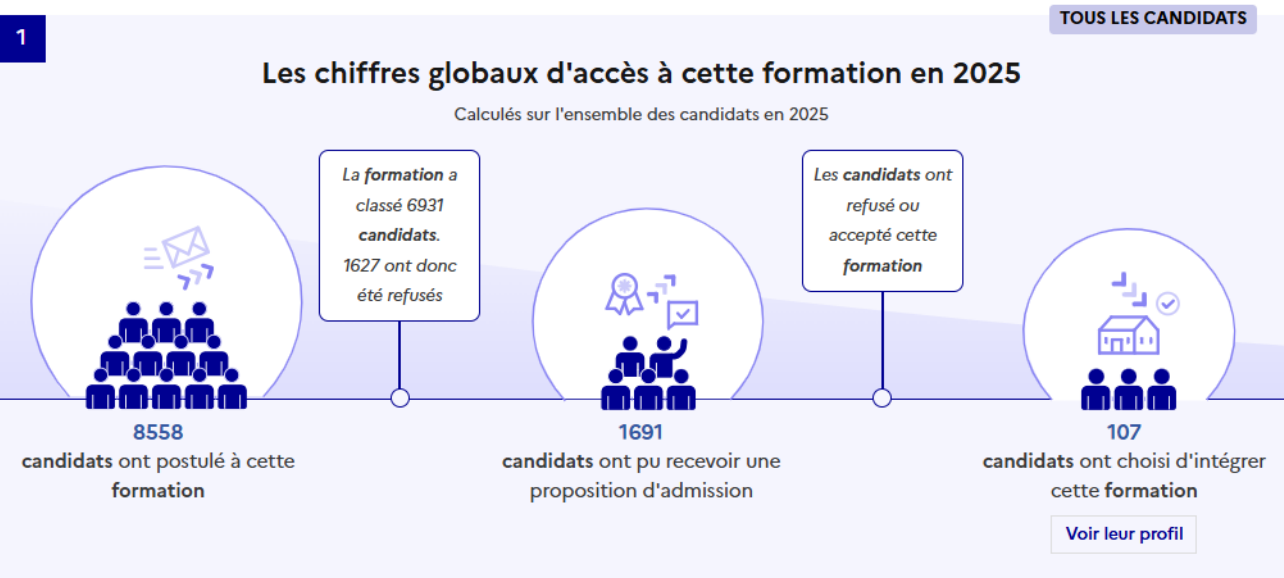 TOUS LES CANDIDATS
1
Les chiffres globaux d'accès à cette formation en 2025
Calculés sur l'ensemble des candidats en 2025
La formation a
classé 6931
candidats.
1627 ont donc
été refusés
Les candidats ont
refusé ou
accepté cette
formation
8558
candidats ont postulé à cette
formation
1691
candidats ont pu recevoir une
proposition d'admission
107
candidats ont choisi d'intégrer
cette formation
Voir leur profil